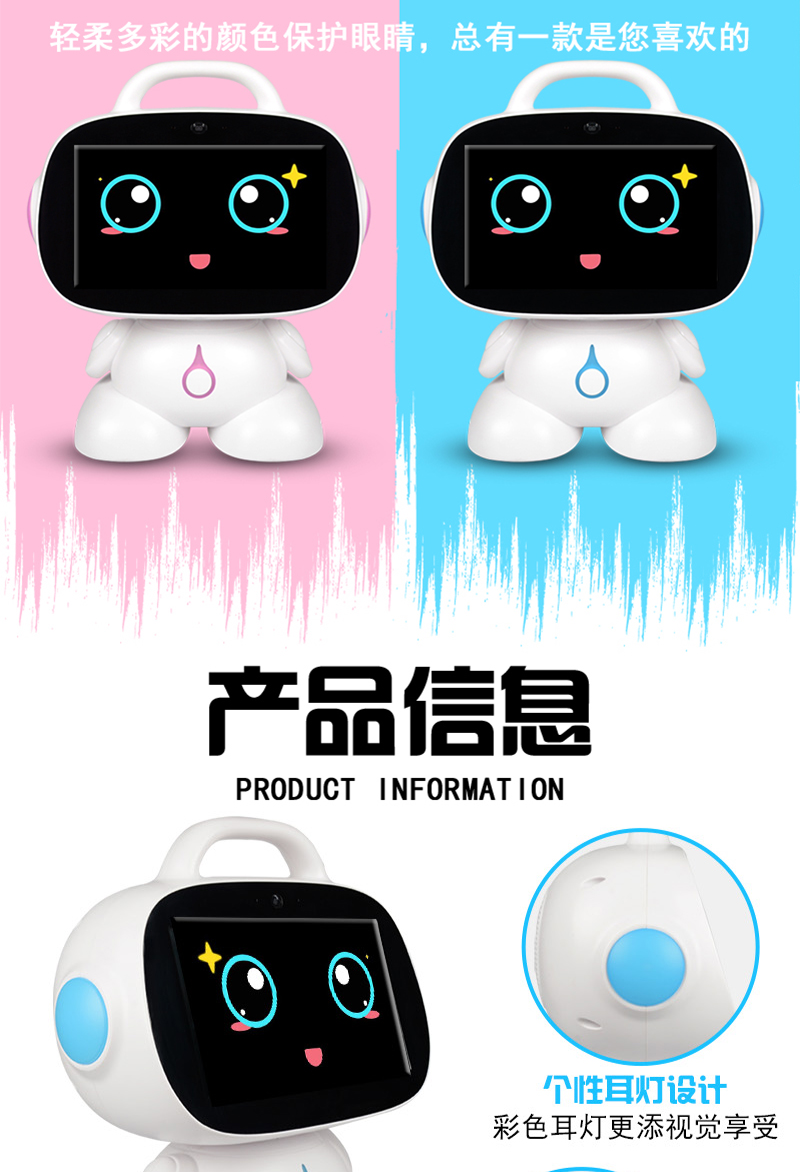 轻柔多彩的颜色保护眼睛，总有一款是您喜欢的
产品信息
PRODUCT INFORMATION
个性耳灯设计
彩色耳灯更添视觉享受